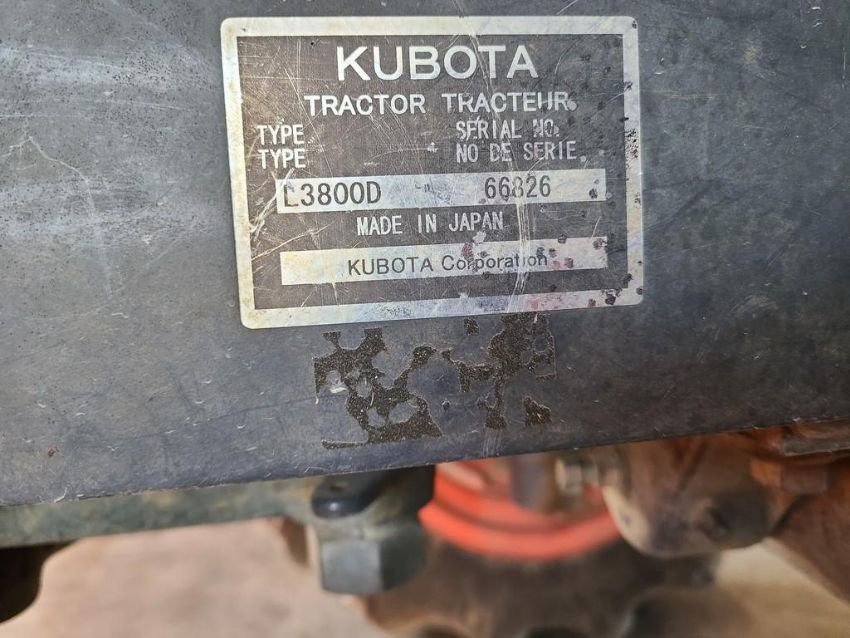 KUBOTA
TRACTOR TRACTEUR
TYPE SERIAL NO.
TYPE NO DE SERIE
L3800D 66826
MADE IN JAPAN
KUBOTA Corporation